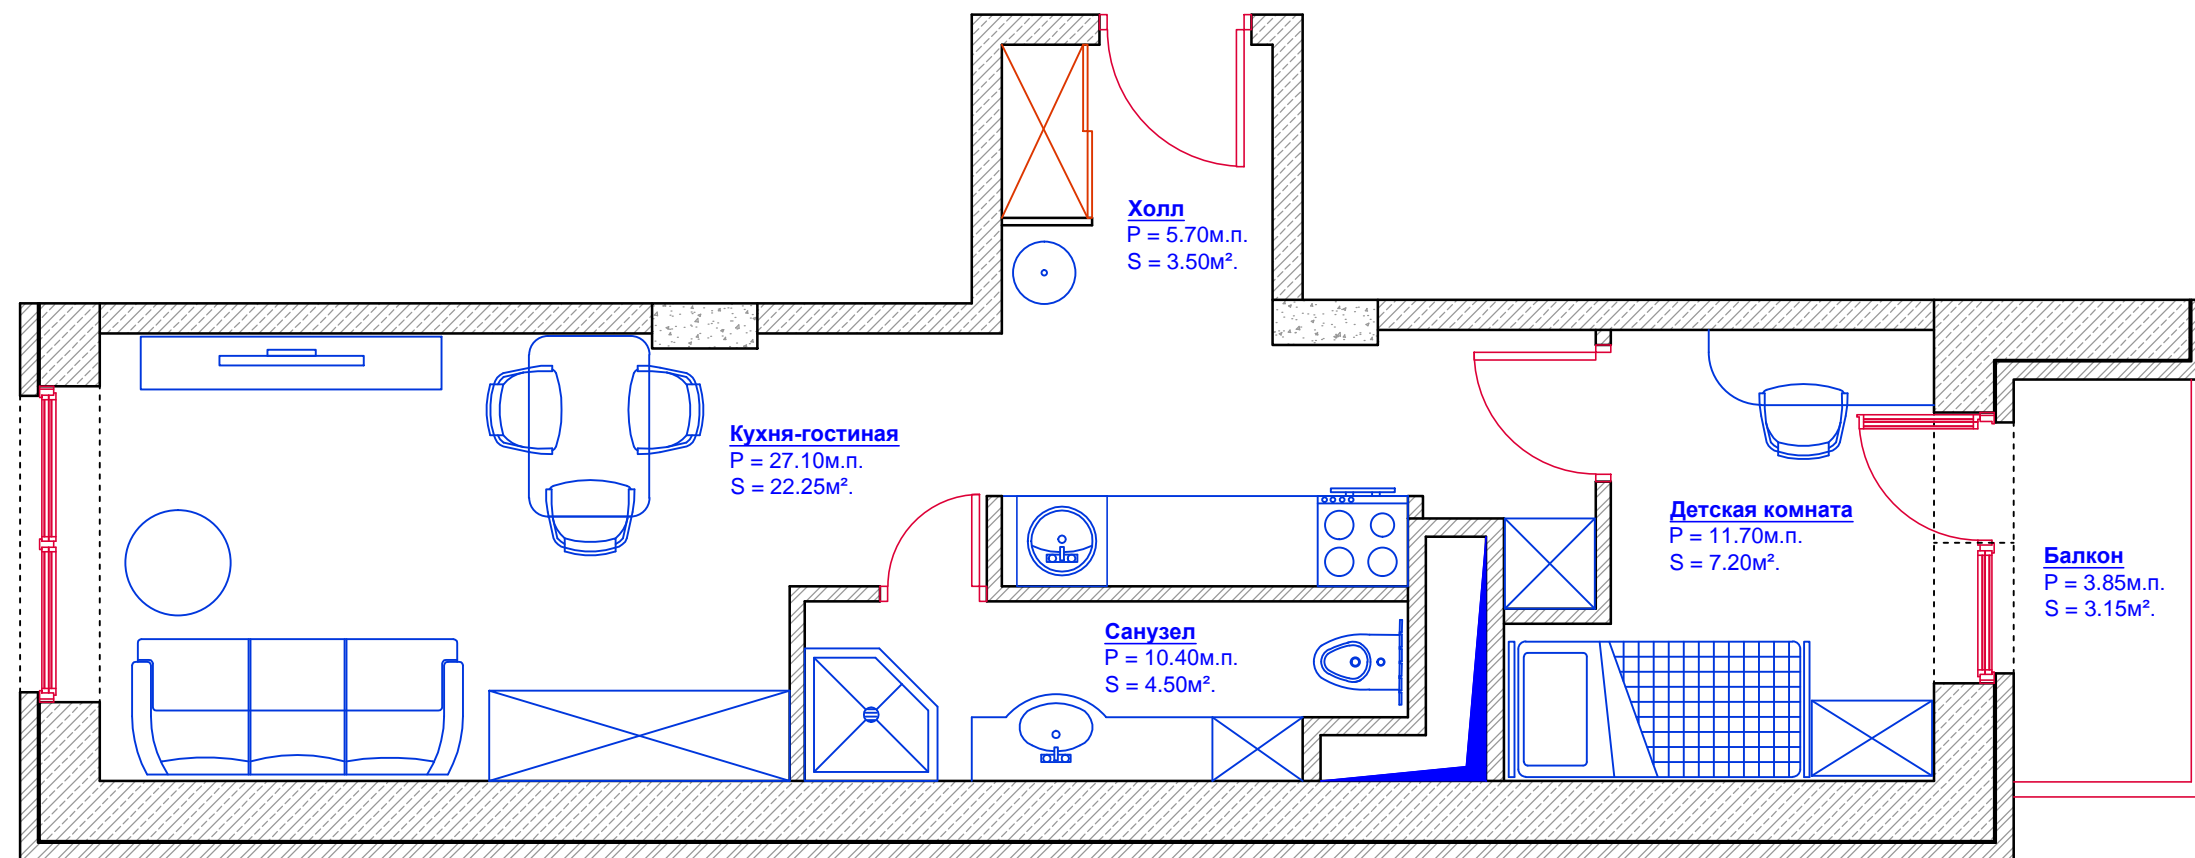 Холл
P = 5.70м.п.
S = 3.50м².
Кухня-гостиная
P = 27.10м.п.
S = 22.25м².
Детская комната
P = 11.70м.п.
S = 7.20м².
Балкон
P = 3.85м.п.
S = 3.15м².
Санузел
P = 10.40м.п.
S = 4.50м².